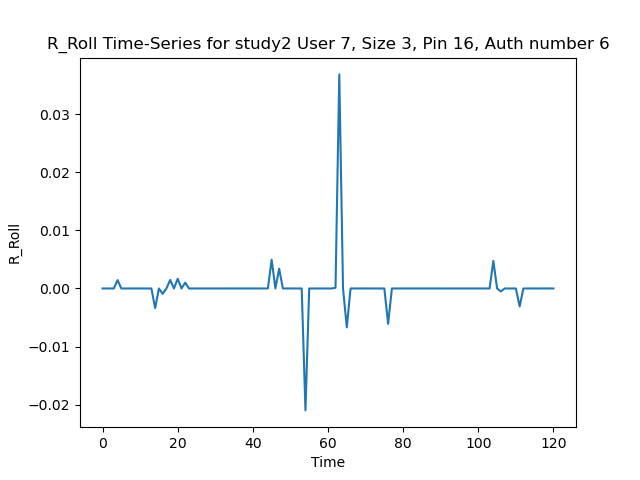 R_Roll Time-Series for study2 User 7, Size 3, Pin 16, Auth number 6
0.03
0.02
0.01
0.00
−0.01
−0.02
R_Roll
0 20 40 60 80 100 120
Time